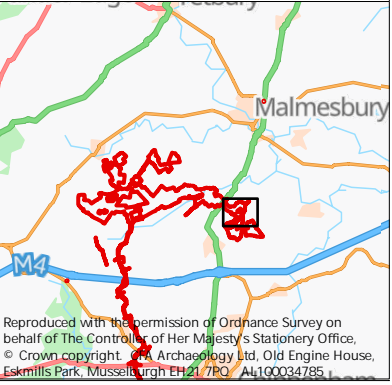 Tetbury
Malmesbury
M4
Reproduced with the permission of Ordnance Survey on
behalf of The Controller of Her Majesty's Stationery Office,
© Crown copyright. CFA Archaeology Ltd, Old Engine House,
Eskmills Park, Musselburgh EH21 7PQ AL100034785